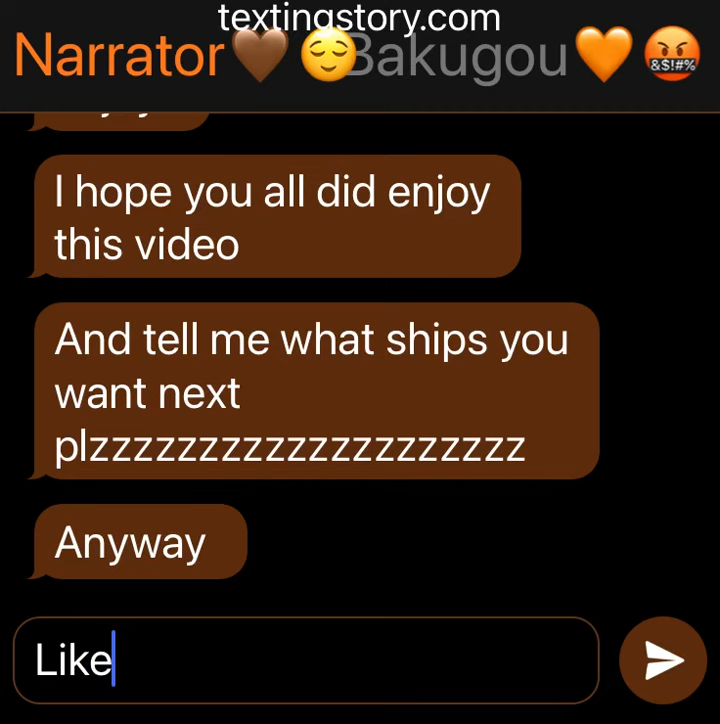 textingstory.com
Narrator🤎😌 Bakugou🧡🤬
I hope you all did enjoy
this video
And tell me what ships you
want next
plzzzzzzzzzzzzzzzzzzzz
Anyway
Like